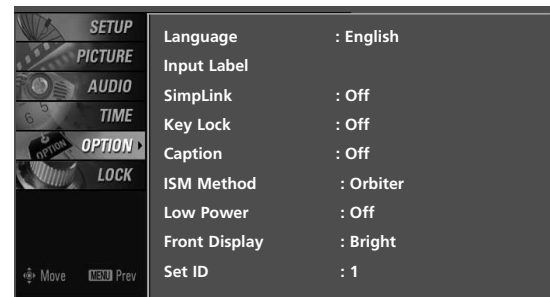 SETUP
PICTURE
AUDIO
TIME
OPTION
LOCK
Move MENU Prev
Language : English
Input Label
SimpLink : Off
Key Lock : Off
Caption : Off
ISM Method : Orbiter
Low Power : Off
Front Display : Bright
Set ID : 1